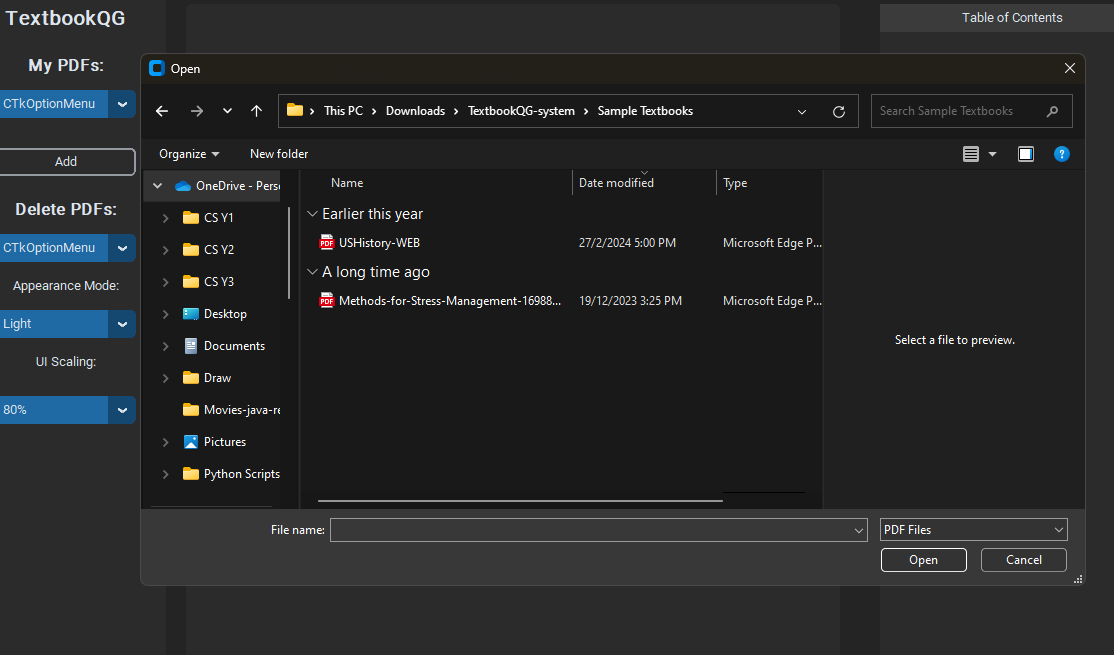 TextbookQG
Table of Contents
My PDFs:
CTkOptionMenu
Add
Delete PDFs:
CTkOptionMenu
Appearance Mode:
Light
UI Scaling:
80%
Open
This PC > Downloads > TextbookQG-system > Sample Textbooks
Search Sample Textbooks
Organize
New folder
?
OneDrive - Pers
CS Y1
CS Y2
CS Y3
Desktop
Documents
Draw
Movies-java-re
Pictures
Python Scripts
Name Date modified Type
Earlier this year
PDF USHistory-WEB 27/2/2024 5:00 PM Microsoft Edge P...
A long time ago
PDF Methods-for-Stress-Management-16988... 19/12/2023 3:25 PM Microsoft Edge P...
Select a file to preview.
File name:
PDF Files
Open
Cancel